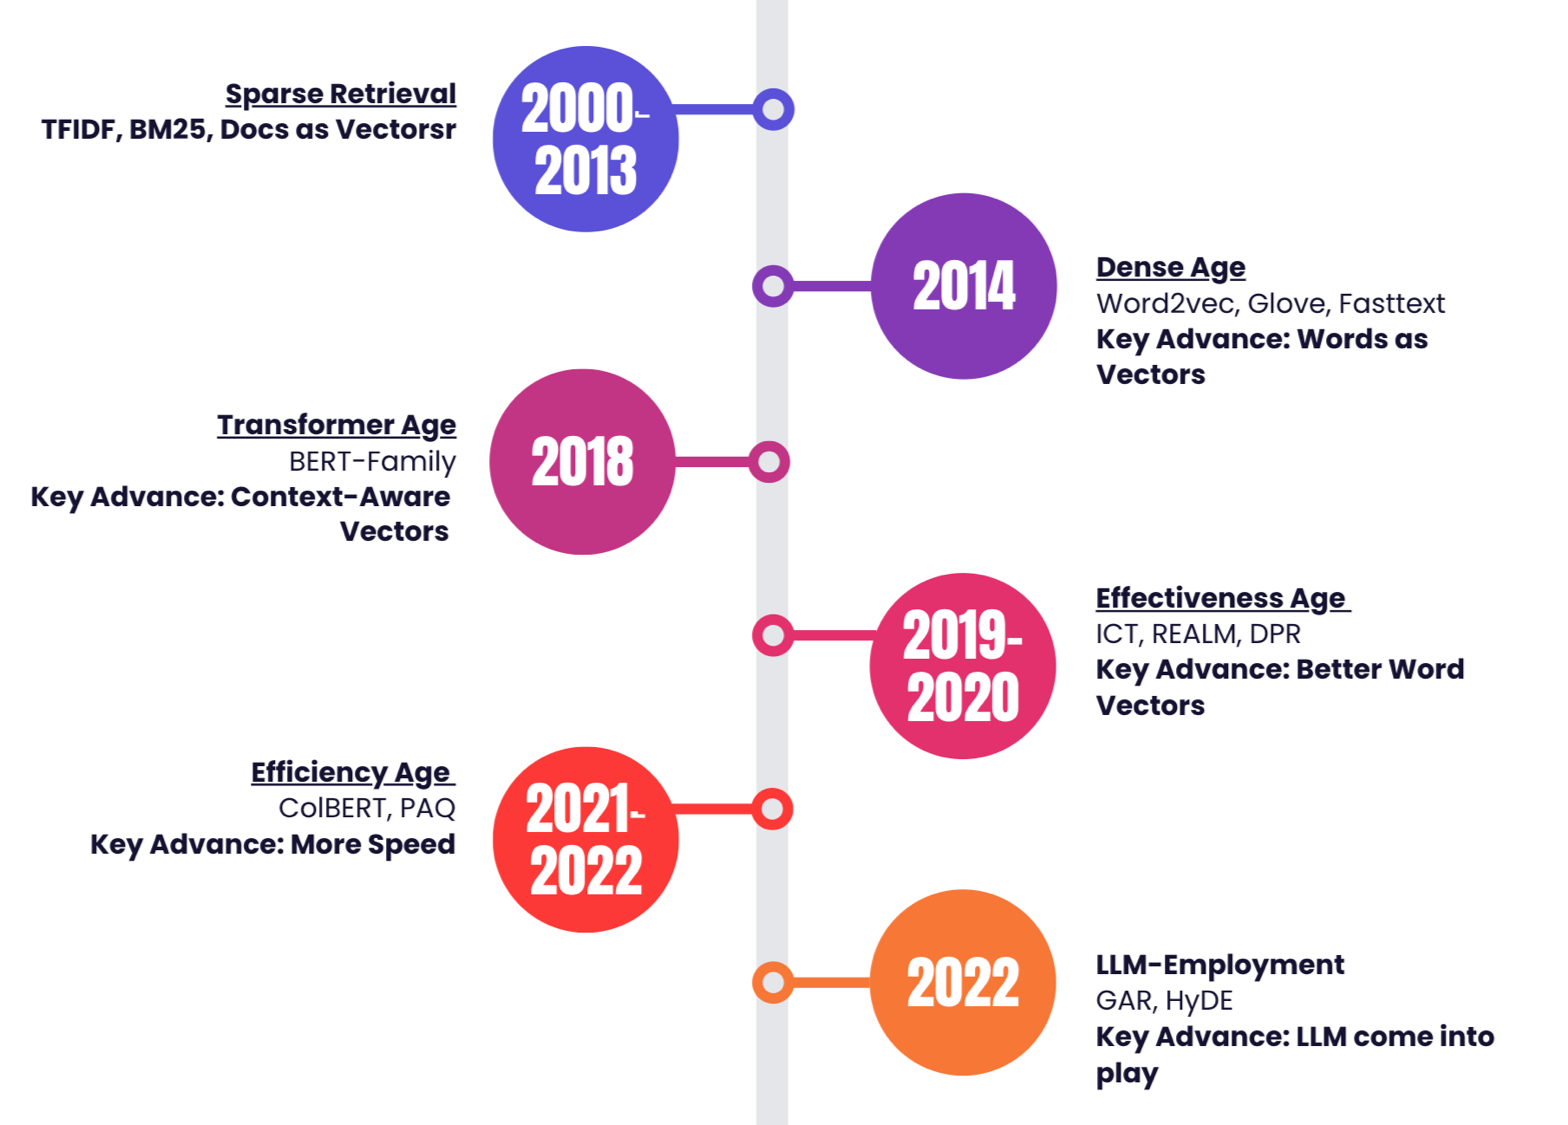 Sparse Retrieval
TFIDF, BM25, Docs as Vectorsr
2000-
2013
2014
Dense Age
Word2vec, Glove, Fasttext
Key Advance: Words as
Vectors
Transformer Age
BERT-Family
Key Advance: Context-Aware
Vectors
2018
2019-
2020
Effectiveness Age
ICT, REALM, DPR
Key Advance: Better Word
Vectors
Efficiency Age
ColBERT, PAQ
Key Advance: More Speed
2021-
2022
2022
LLM-Employment
GAR, HyDE
Key Advance: LLM come into
play